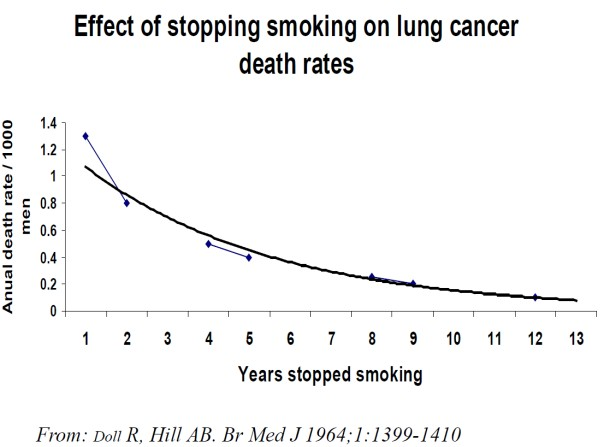 Effect of stopping smoking on lung cancer
death rates
Anual death rate / 1000
men
1.4
1.2
1
0.8
0.6
0.4
0.2
0
1 2 3 4 5 6 7 8 9 10 11 12 13
Years stopped smoking
From: Doll R, Hill AB. Br Med J 1964;1:1399-1410